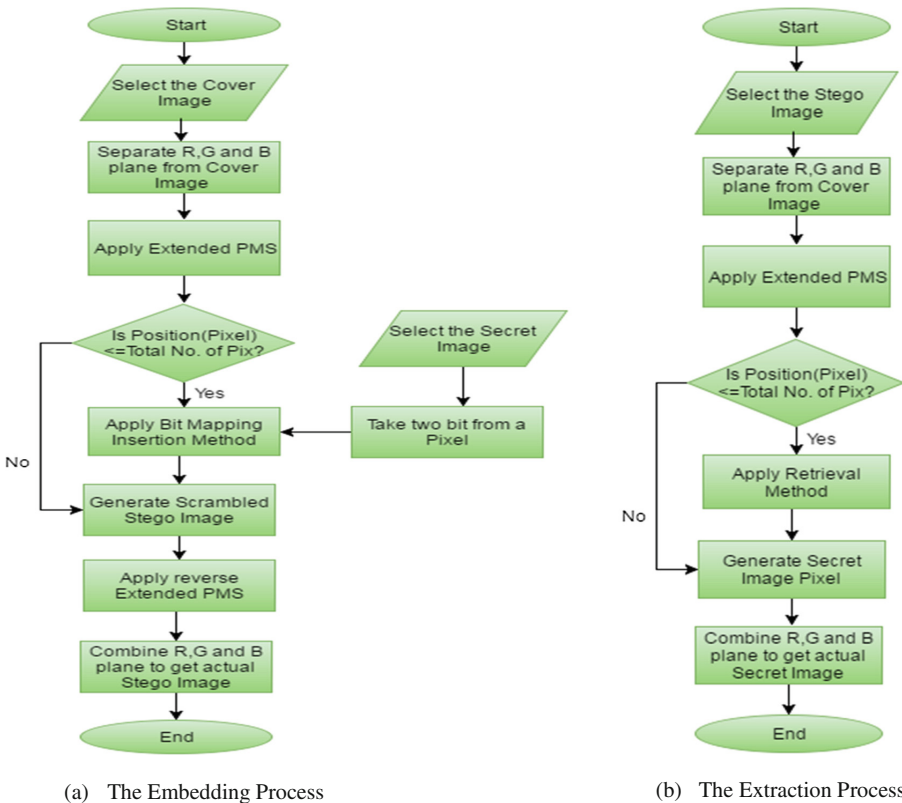 Start
Select the Cover
Image
Separate R,G and B
plane from Cover
Image
Apply Extended PMS
Is Position(Pixel)
<=Total No. of Pix?
Yes
No
Apply Bit Mapping
Insertion Method
Select the Secret
Image
Take two bit from a
Pixel
Generate Scrambled
Stego Image
Apply reverse
Extended PMS
Combine R,G and B
plane to get actual
Stego Image
End
(a) The Embedding Process
Start
Select the Stego
Image
Separate R,G and B
plane from Cover
Image
Apply Extended PMS
Is Position(Pixel)
<=Total No. of Pix?
Yes
No
Apply Retrieval
Method
Generate Secret
Image Pixel
Combine R,G and B
plane to get actual
Secret Image
End
(b) The Extraction Process